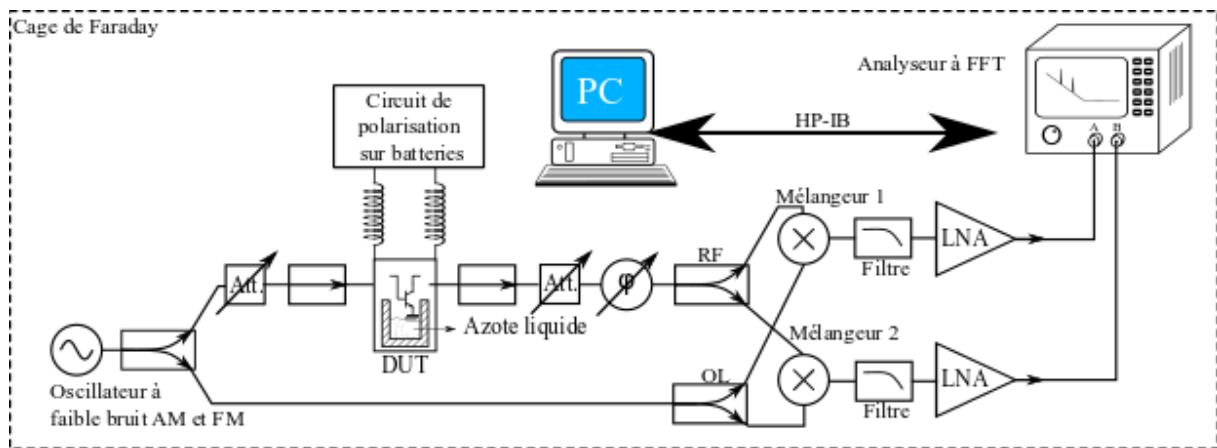 Cage de Faraday
Analyseur à FFT
Circuit de
polarisation
sur batteries
PC
HP-IB
A B
Mélangeur 1
LNA
Filtre
RF
Att.
Att.
φ
Azote liquide
DUT
Mélangeur 2
OL
LNA
Filtre
Oscillateur à
faible bruit AM et FM